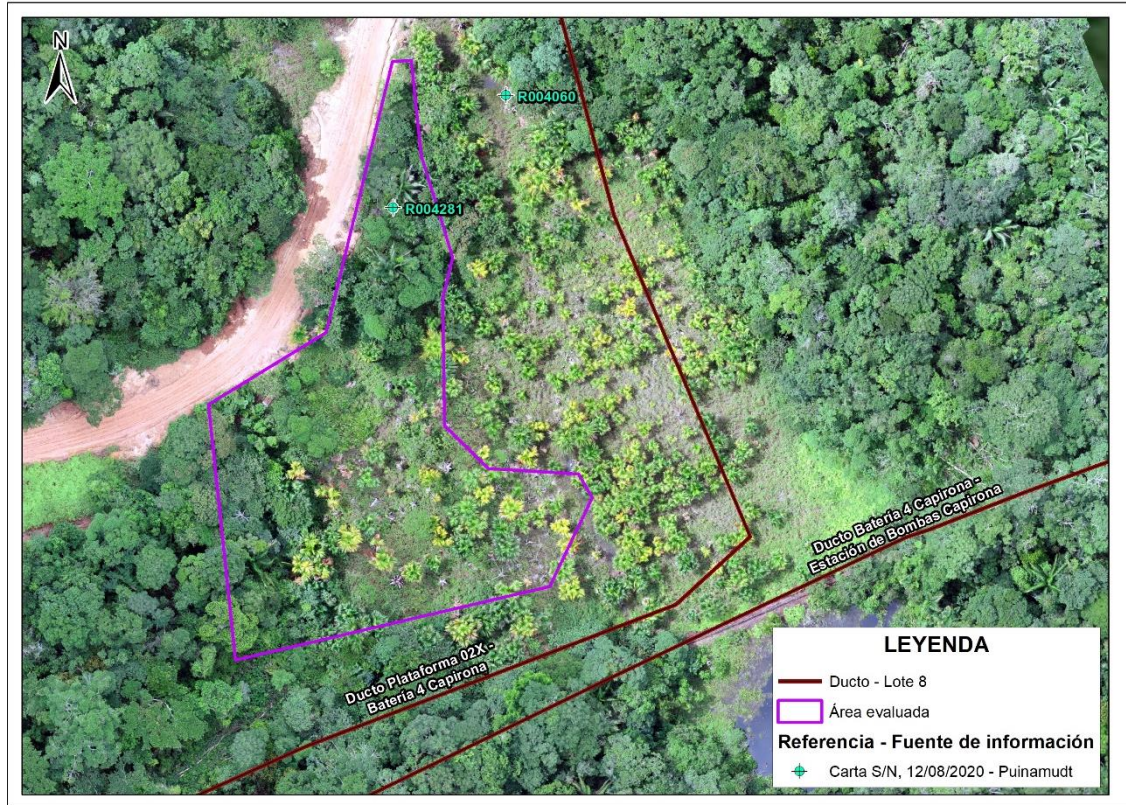 N
R004060
R004281
Ducto Batería 4 Capirona -
Estación de Bombas Capirona
Ducto Plataforma 02X -
Batería 4 Capirona
LEYENDA
Ducto - Lote 8
Área evaluada
Referencia - Fuente de información
Carta S/N, 12/08/2020 - Puinamudt